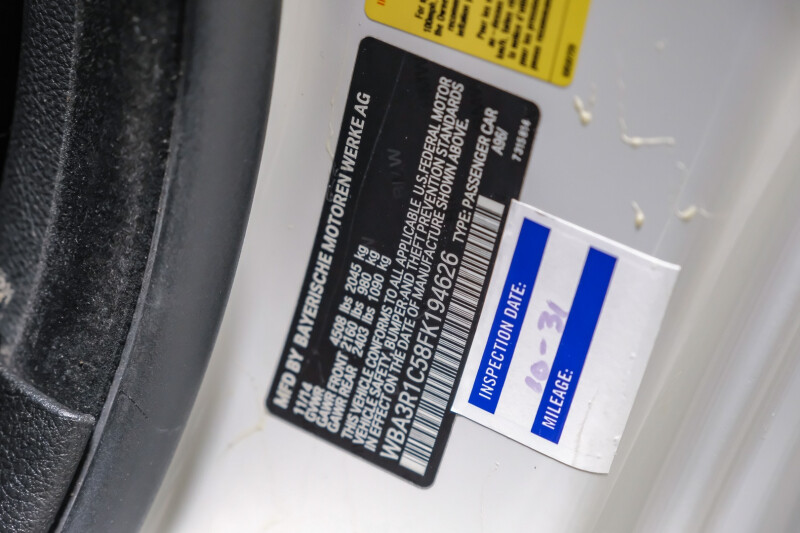 MFD BY BAYERISCHE MOTOREN WERKE AG
11/14
GVWR 4508 lbs 2045 kg
GAWR FRONT 2160 lbs 980 kg
GAWR REAR 2403 lbs 1090 kg
THIS VEHICLE CONFORMS TO ALL APPLICABLE U.S. FEDERAL MOTOR
VEHICLE SAFETY, BUMPER AND THEFT PREVENTION STANDARDS
IN EFFECT ON THE DATE OF MANUFACTURE SHOWN ABOVE.
WBA3R1C58FK194626 TYPE: PASSENGER CAR
A96/
INSPECTION DATE:
10-31
MILEAGE: